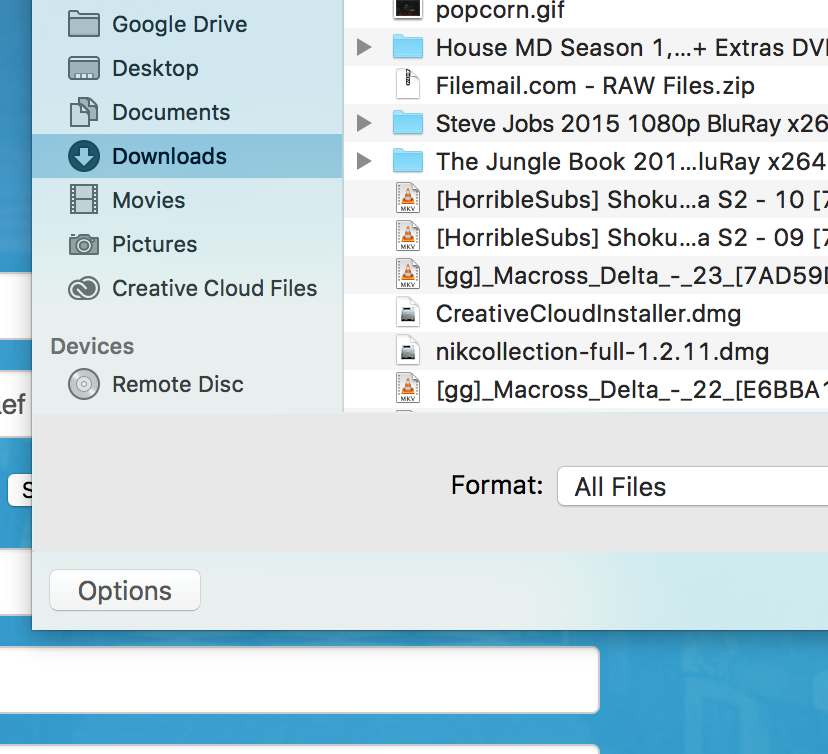 Google Drive
Desktop
Documents
Downloads
Movies
Pictures
Creative Cloud Files
Devices
Remote Disc
popcorn.gif
House MD Season 1,...+ Extras DV
Filemail.com - RAW Files.zip
Steve Jobs 2015 1080p BluRay x26
The Jungle Book 201...luRay x264
[HorribleSubs] Shoku...a S2 - 10 [7
[HorribleSubs] Shoku...a S2 - 09 [7
[gg]_Macross_Delta_-_23_[7AD59D
CreativeCloudInstaller.dmg
nikcollection-full-1.2.11.dmg
[gg]_Macross_Delta_-_22_[E6BBA1
MKV
MKV
MKV
MKV
ef
S
Format: All Files
Options